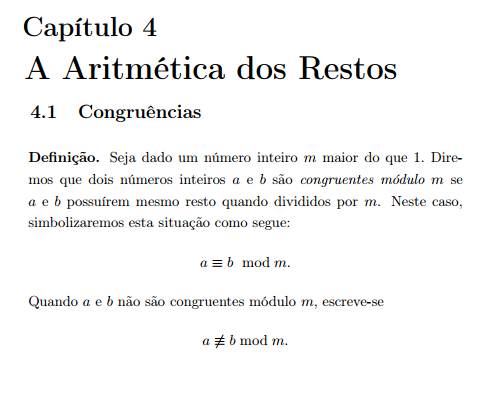 Capítulo 4
A Aritmética dos Restos
4.1 Congruências
Definição. Seja dado um número inteiro m maior do que 1. Dire-
mos que dois números inteiros a e b são congruentes módulo m se
a e b possuírem mesmo resto quando divididos por m. Neste caso,
simbolizaremos esta situação como segue:
a ≡ b mod m.
Quando a e b não são congruentes módulo m, escreve-se
a ≢ b mod m.